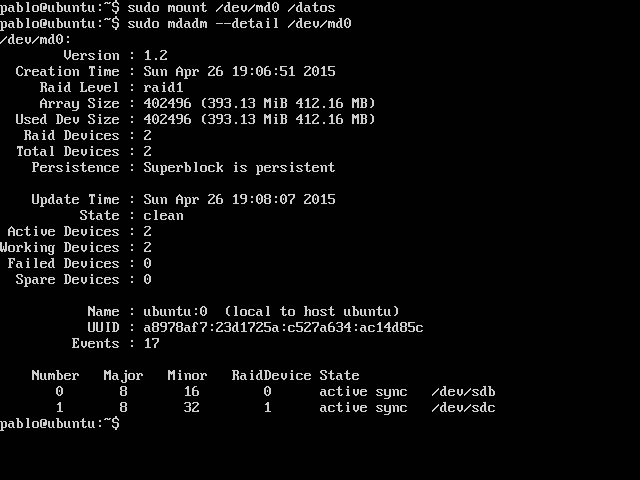 pablo@ubuntu:~$ sudo mount /dev/md0 /datos
pablo@ubuntu:~$ sudo mdadm --detail /dev/md0
/dev/md0:
Version : 1.2
Creation Time : Sun Apr 26 19:06:51 2015
Raid Level : raid1
Array Size : 402496 (393.13 MiB 412.16 MB)
Used Dev Size : 402496 (393.13 MiB 412.16 MB)
Raid Devices : 2
Total Devices : 2
Persistence : Superblock is persistent
Update Time : Sun Apr 26 19:08:07 2015
State : clean
Active Devices : 2
Working Devices : 2
Failed Devices : 0
Spare Devices : 0
Name : ubuntu:0  (local to host ubuntu)
UUID : a8978af7:23d1725a:c527a634:ac14d85c
Events : 17
Number   Major   Minor   RaidDevice State
0       8       16        0      active sync   /dev/sdb
1       8       32        1      active sync   /dev/sdc
pablo@ubuntu:~$